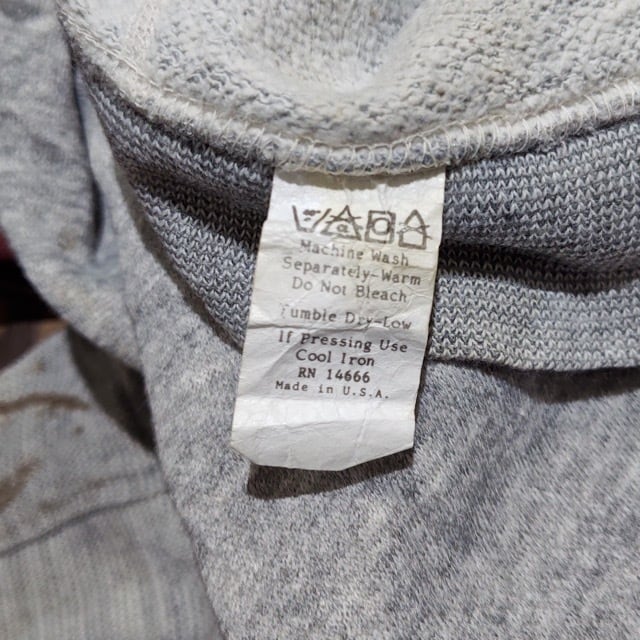 Machine Wash
Separately-Warm
Do Not Bleach
Tumble Dry-Low
If Pressing Use
Cool Iron
RN 14666
Made in U.S.A.